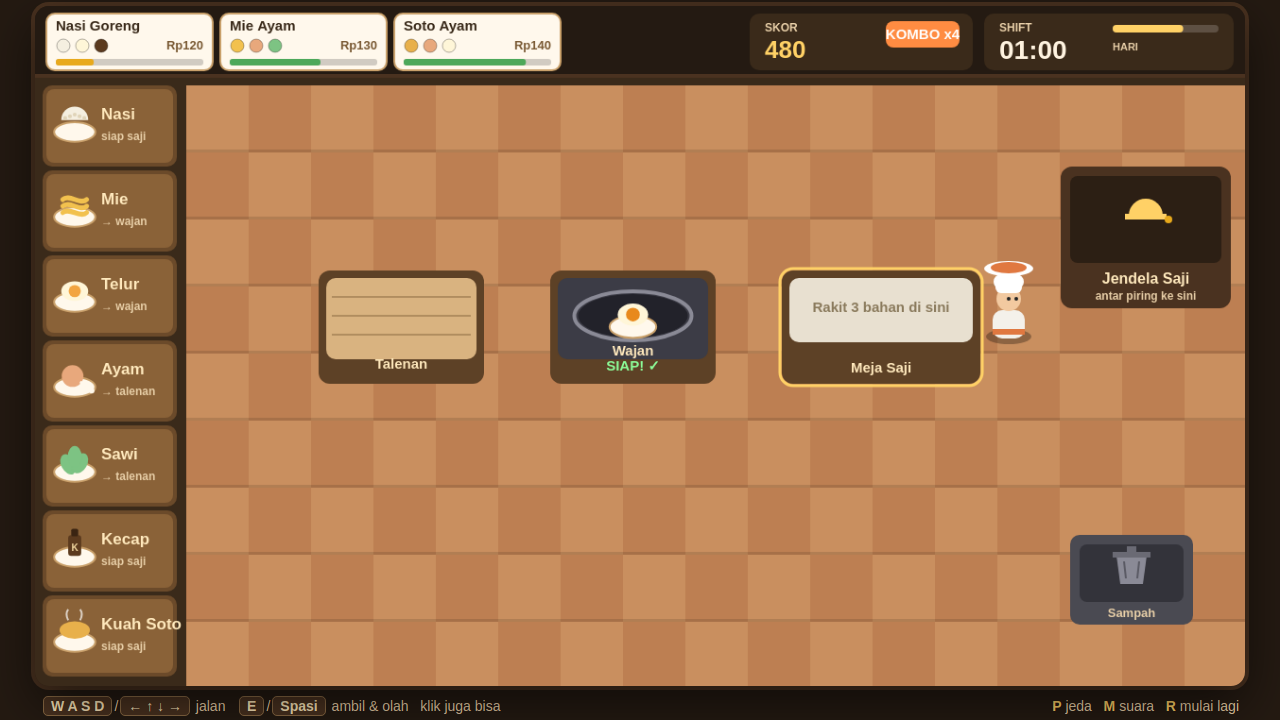 Nasi Goreng
Rp120
Mie Ayam
Rp130
Soto Ayam
Rp140
SKOR
480
KOMBO x4
SHIFT
01:00
HARI
Nasi
siap saji
Mie
→ wajan
Telur
→ wajan
Ayam
→ talenan
Sawi
→ talenan
Kecap
siap saji
K
Kuah Soto
siap saji
Talenan
Wajan
SIAP! ✓
Rakit 3 bahan di sini
Meja Saji
Jendela Saji
antar piring ke sini
Sampah
W A S D / ← ↑ ↓ → jalan E / Spasi ambil & olah klik juga bisa
P jeda M suara R mulai lagi